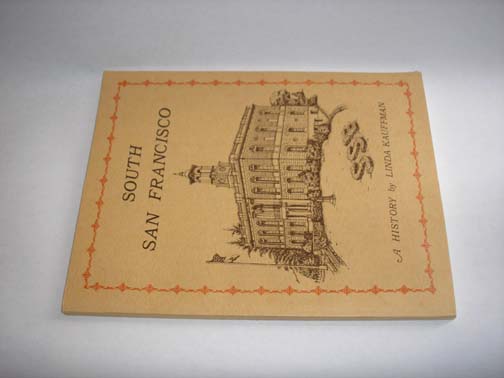 SOUTH
SAN FRANCISCO
SSF
A HISTORY by LINDA KAUFFMAN